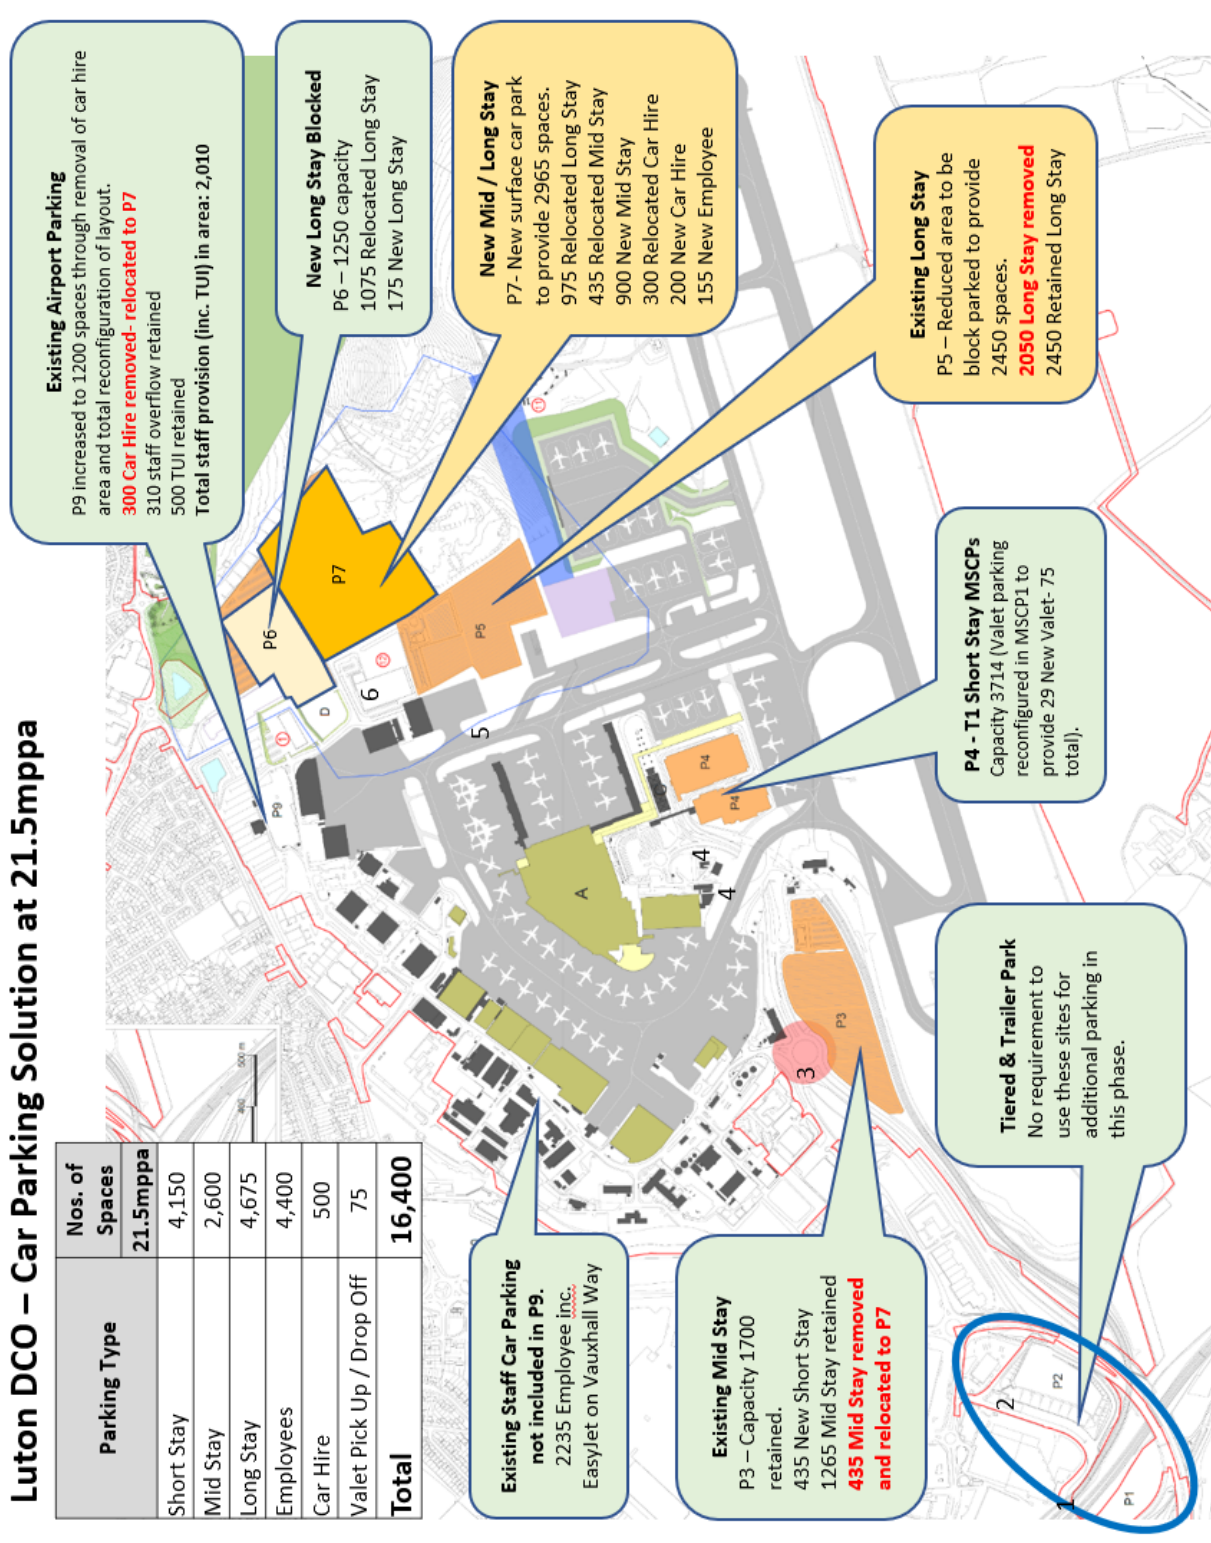 Luton DCO – Car Parking Solution at 21.5mppa
Parking Type
Nos. of
Spaces
21.5mppa
Short Stay 4,150
Mid Stay 2,600
Long Stay 4,675
Employees 4,400
Car Hire 500
Valet Pick Up / Drop Off 75
Total 16,400
Existing Airport Parking
P9 increased to 1200 spaces through removal of car hire
area and total reconfiguration of layout.
300 Car Hire removed- relocated to P7
310 staff overflow retained
500 TUI retained
Total staff provision (inc. TUI) in area: 2,010
New Long Stay Blocked
P6 – 1250 capacity
1075 Relocated Long Stay
175 New Long Stay
New Mid / Long Stay
P7- New surface car park
to provide 2965 spaces.
975 Relocated Long Stay
435 Relocated Mid Stay
900 New Mid Stay
300 Relocated Car Hire
200 New Car Hire
155 New Employee
Existing Long Stay
P5 – Reduced area to be
block parked to provide
2450 spaces.
2050 Long Stay removed
2450 Retained Long Stay
P4 - T1 Short Stay MSCPs
Capacity 3714 (Valet parking
reconfigured in MSCP1 to
provide 29 New Valet- 75
total).
Tiered & Trailer Park
No requirement to
use these sites for
additional parking in
this phase.
Existing Staff Car Parking
not included in P9.
2235 Employee inc.
Easylet on Vauxhall Way
Existing Mid Stay
P3 – Capacity 1700
retained.
435 New Short Stay
1265 Mid Stay retained
435 Mid Stay removed
and relocated to P7
400
500 m
P9
P6
P7
D
6
P5
5
A
P4
P4
4
4
P3
3
P2
2
P1
1